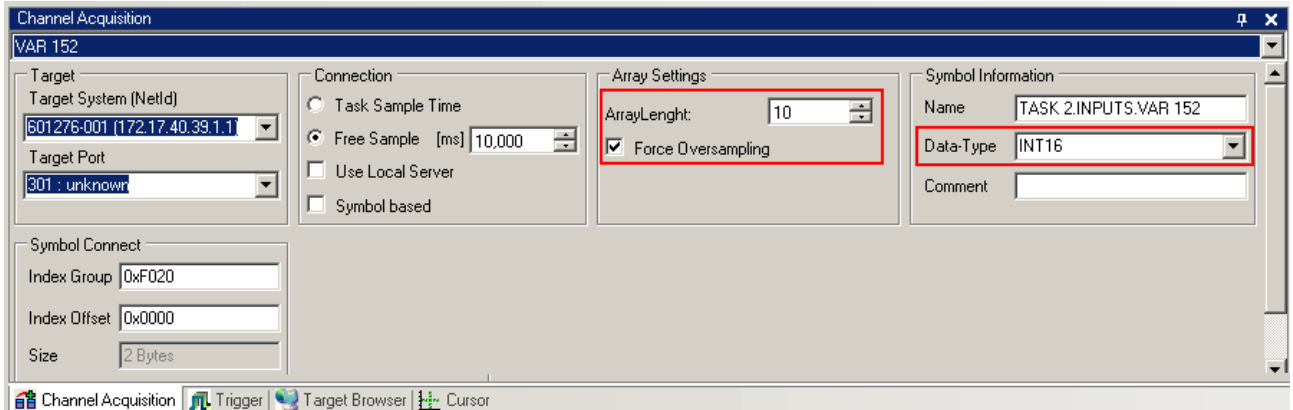 Channel Acquisition
VAR 152
Target
Target System (NetId)
601276-001 (172.17.40.39.1.1)
Target Port
301 : unknown
Connection
Task Sample Time
Free Sample [ms] 10,000
Use Local Server
Symbol based
Array Settings
ArrayLenght: 10
Force Oversampling
Symbol Information
Name TASK 2.INPUTS.VAR 152
Data-Type INT16
Comment
Symbol Connect
Index Group 0xF020
Index Offset 0x0000
Size 2 Bytes
Channel Acquisition Trigger Target Browser Cursor